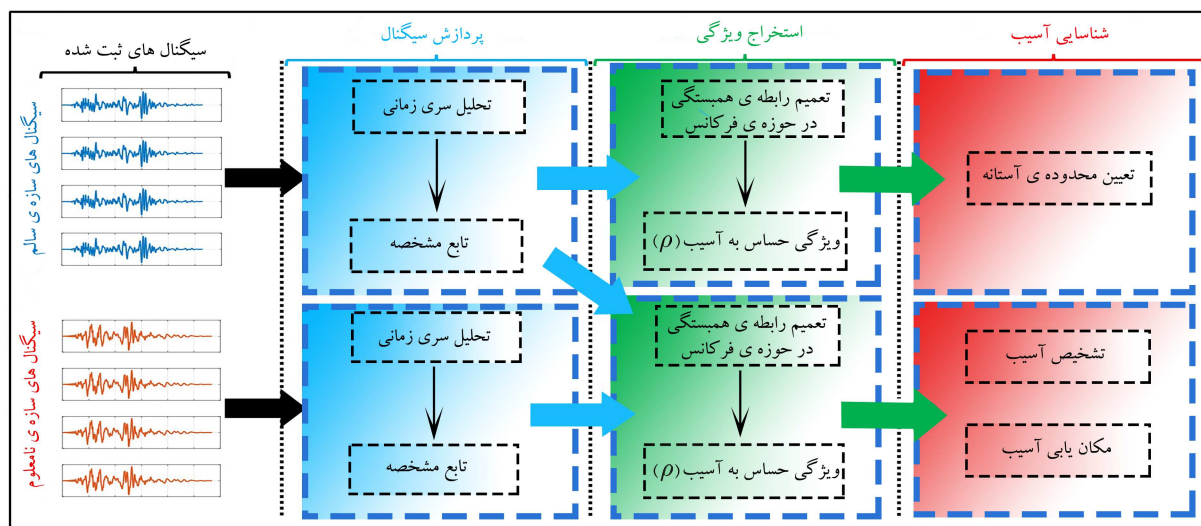 سیگنال های ثبت شده
پردازش سیگنال
استخراج ویژگی
شناسایی آسیب
سیگنال های سازه ی سالم
تحلیل سری زمانی
تابع مشخصه
تعمیم رابطه ی همبستگی
در حوزه ی فرکانس
ویژگی حساس به آسیب (ρ)
تعیین محدوده ی آستانه
سیگنال های سازه ی نامعلوم
تحلیل سری زمانی
تابع مشخصه
تعمیم رابطه ی همبستگی
در حوزه ی فرکانس
ویژگی حساس به آسیب (ρ)
تشخیص آسیب
مکان یابی آسیب